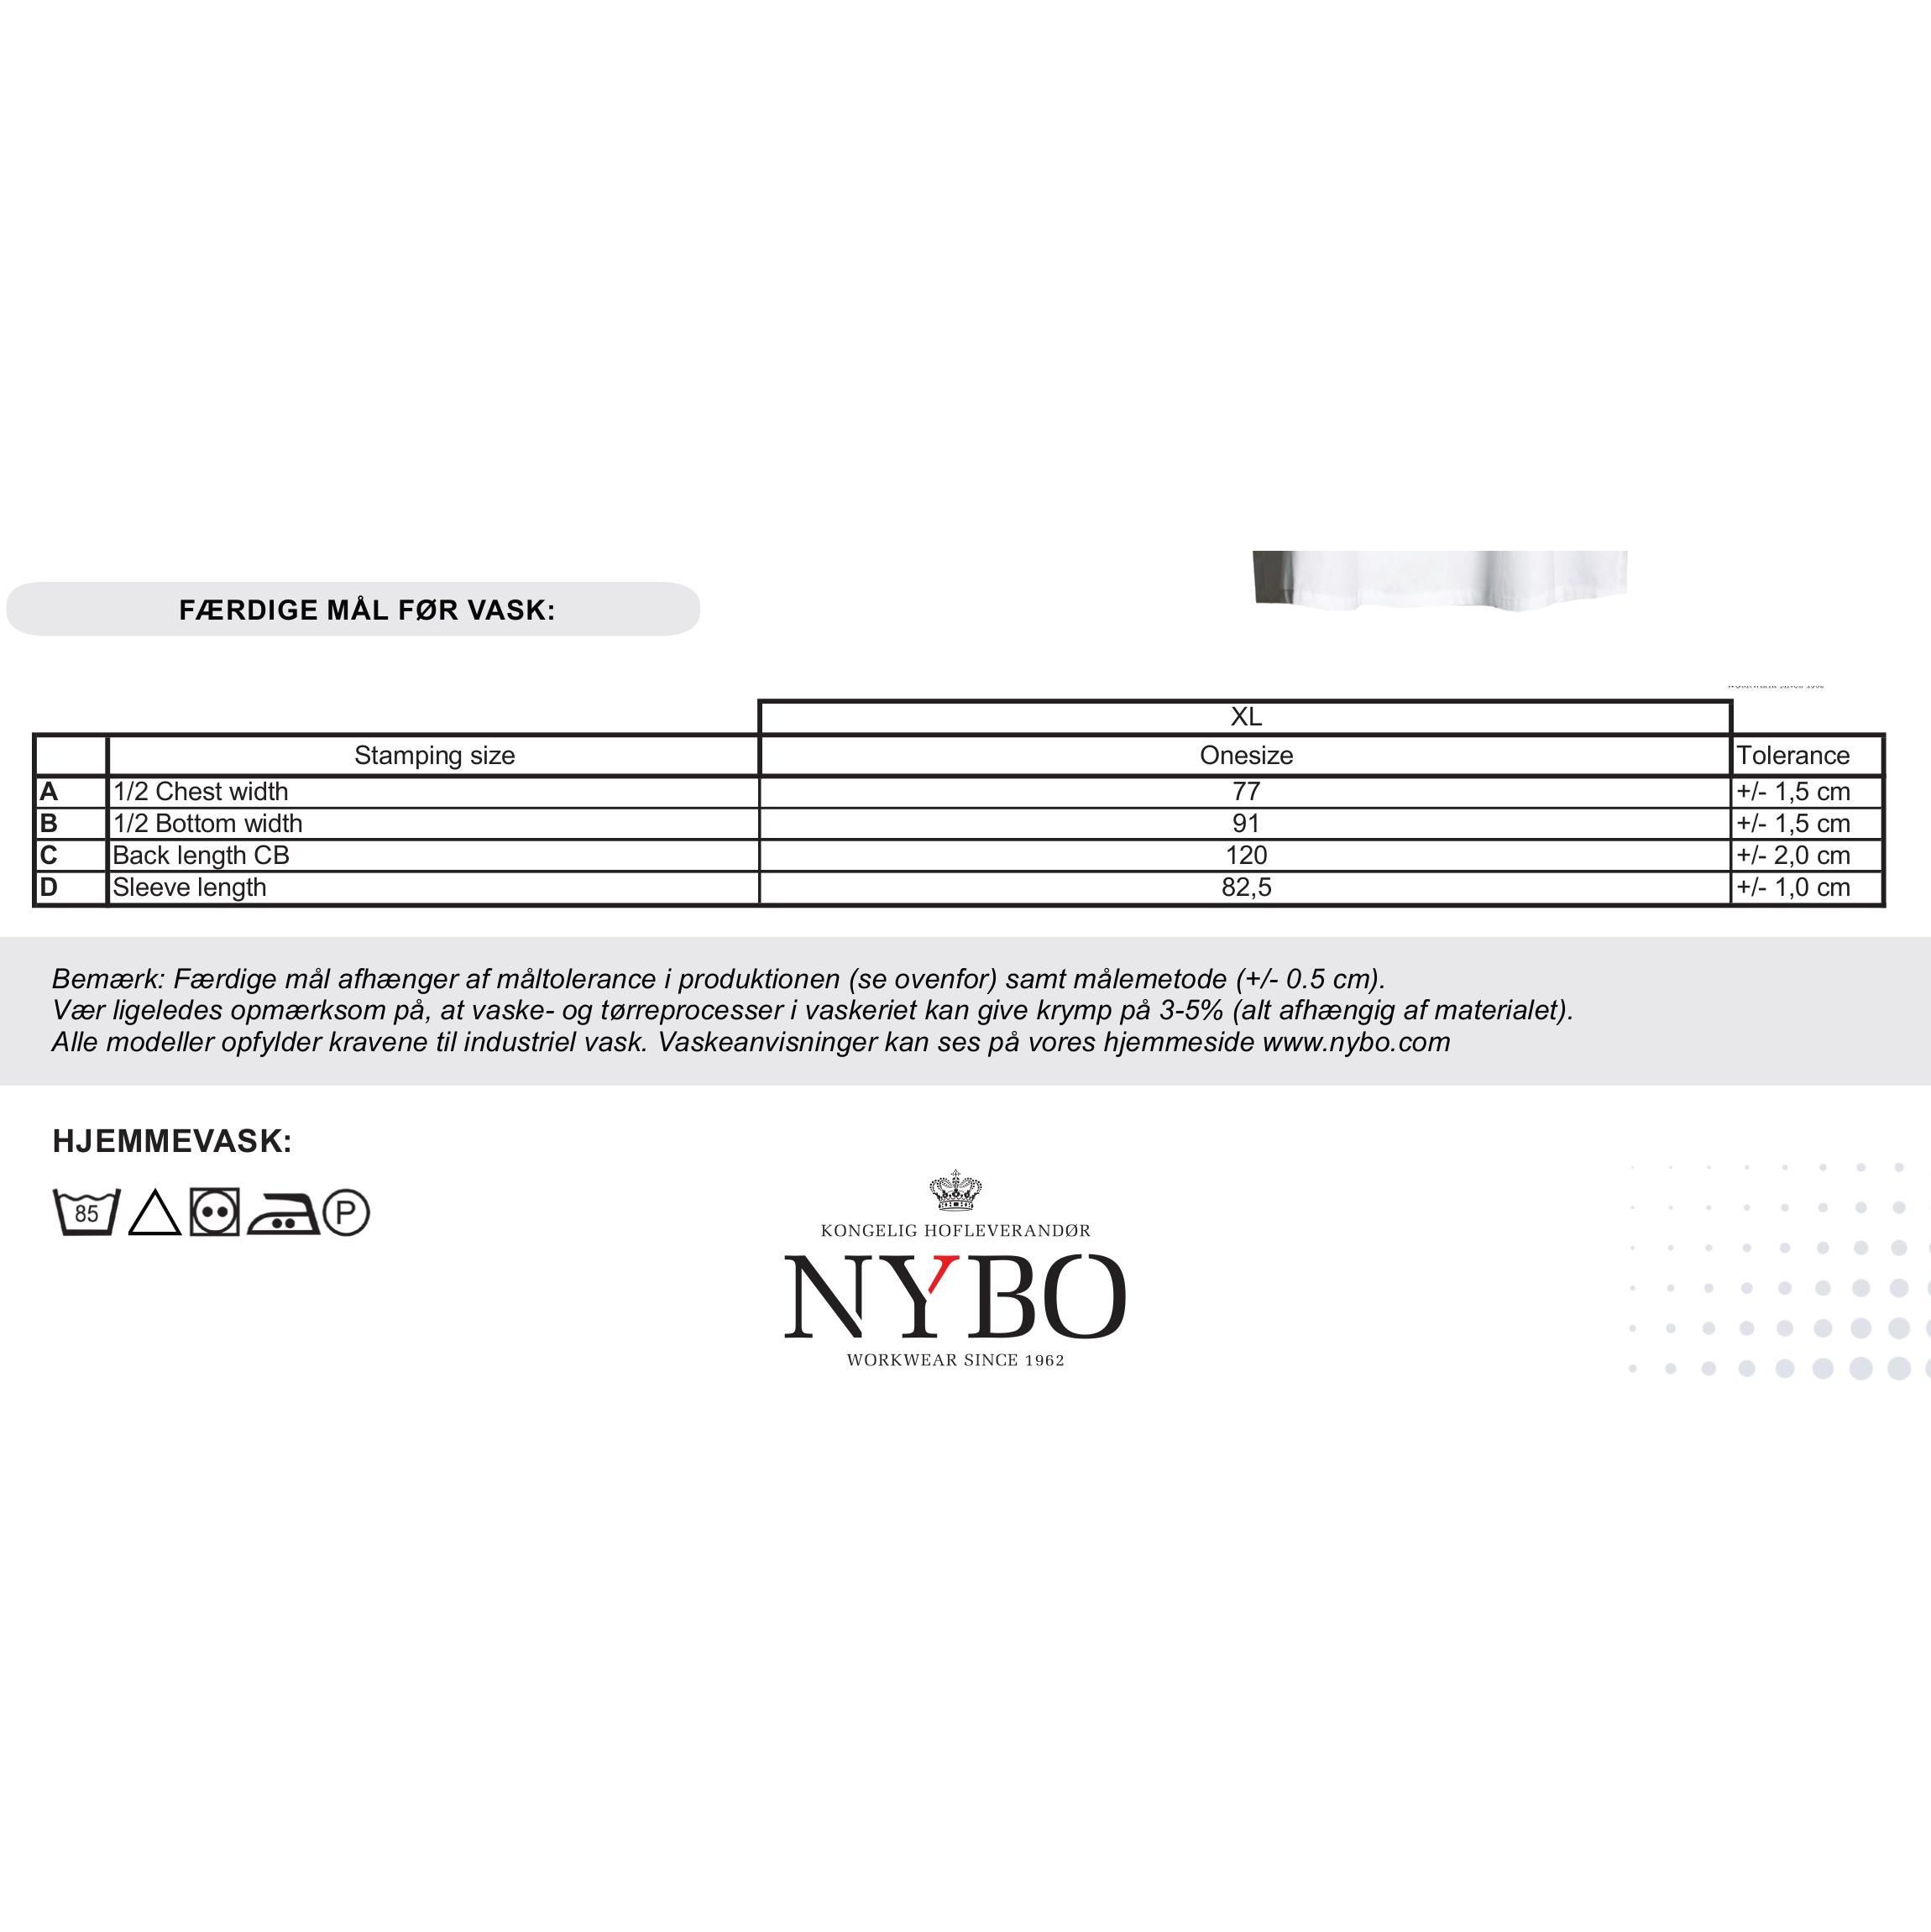 FÆRDIGE MÅL FØR VASK:
XL
Stamping size Onesize Tolerance
A 1/2 Chest width 77 +/- 1,5 cm
B 1/2 Bottom width 91 +/- 1,5 cm
C Back length CB 120 +/- 2,0 cm
D Sleeve length 82,5 +/- 1,0 cm
Bemærk: Færdige mål afhænger af måltolerance i produktionen (se ovenfor) samt målemetode (+/- 0.5 cm).
Vær ligeledes opmærksom på, at vaske- og tørreprocesser i vaskeriet kan give krymp på 3-5% (alt afhængig af materialet).
Alle modeller opfylder kravene til industriel vask. Vaskeanvisninger kan ses på vores hjemmeside www.nybo.com
HJEMMEVASK:
85 P
KONGELIG HOFLEVERANDØR
NYBO
WORKWEAR SINCE 1962